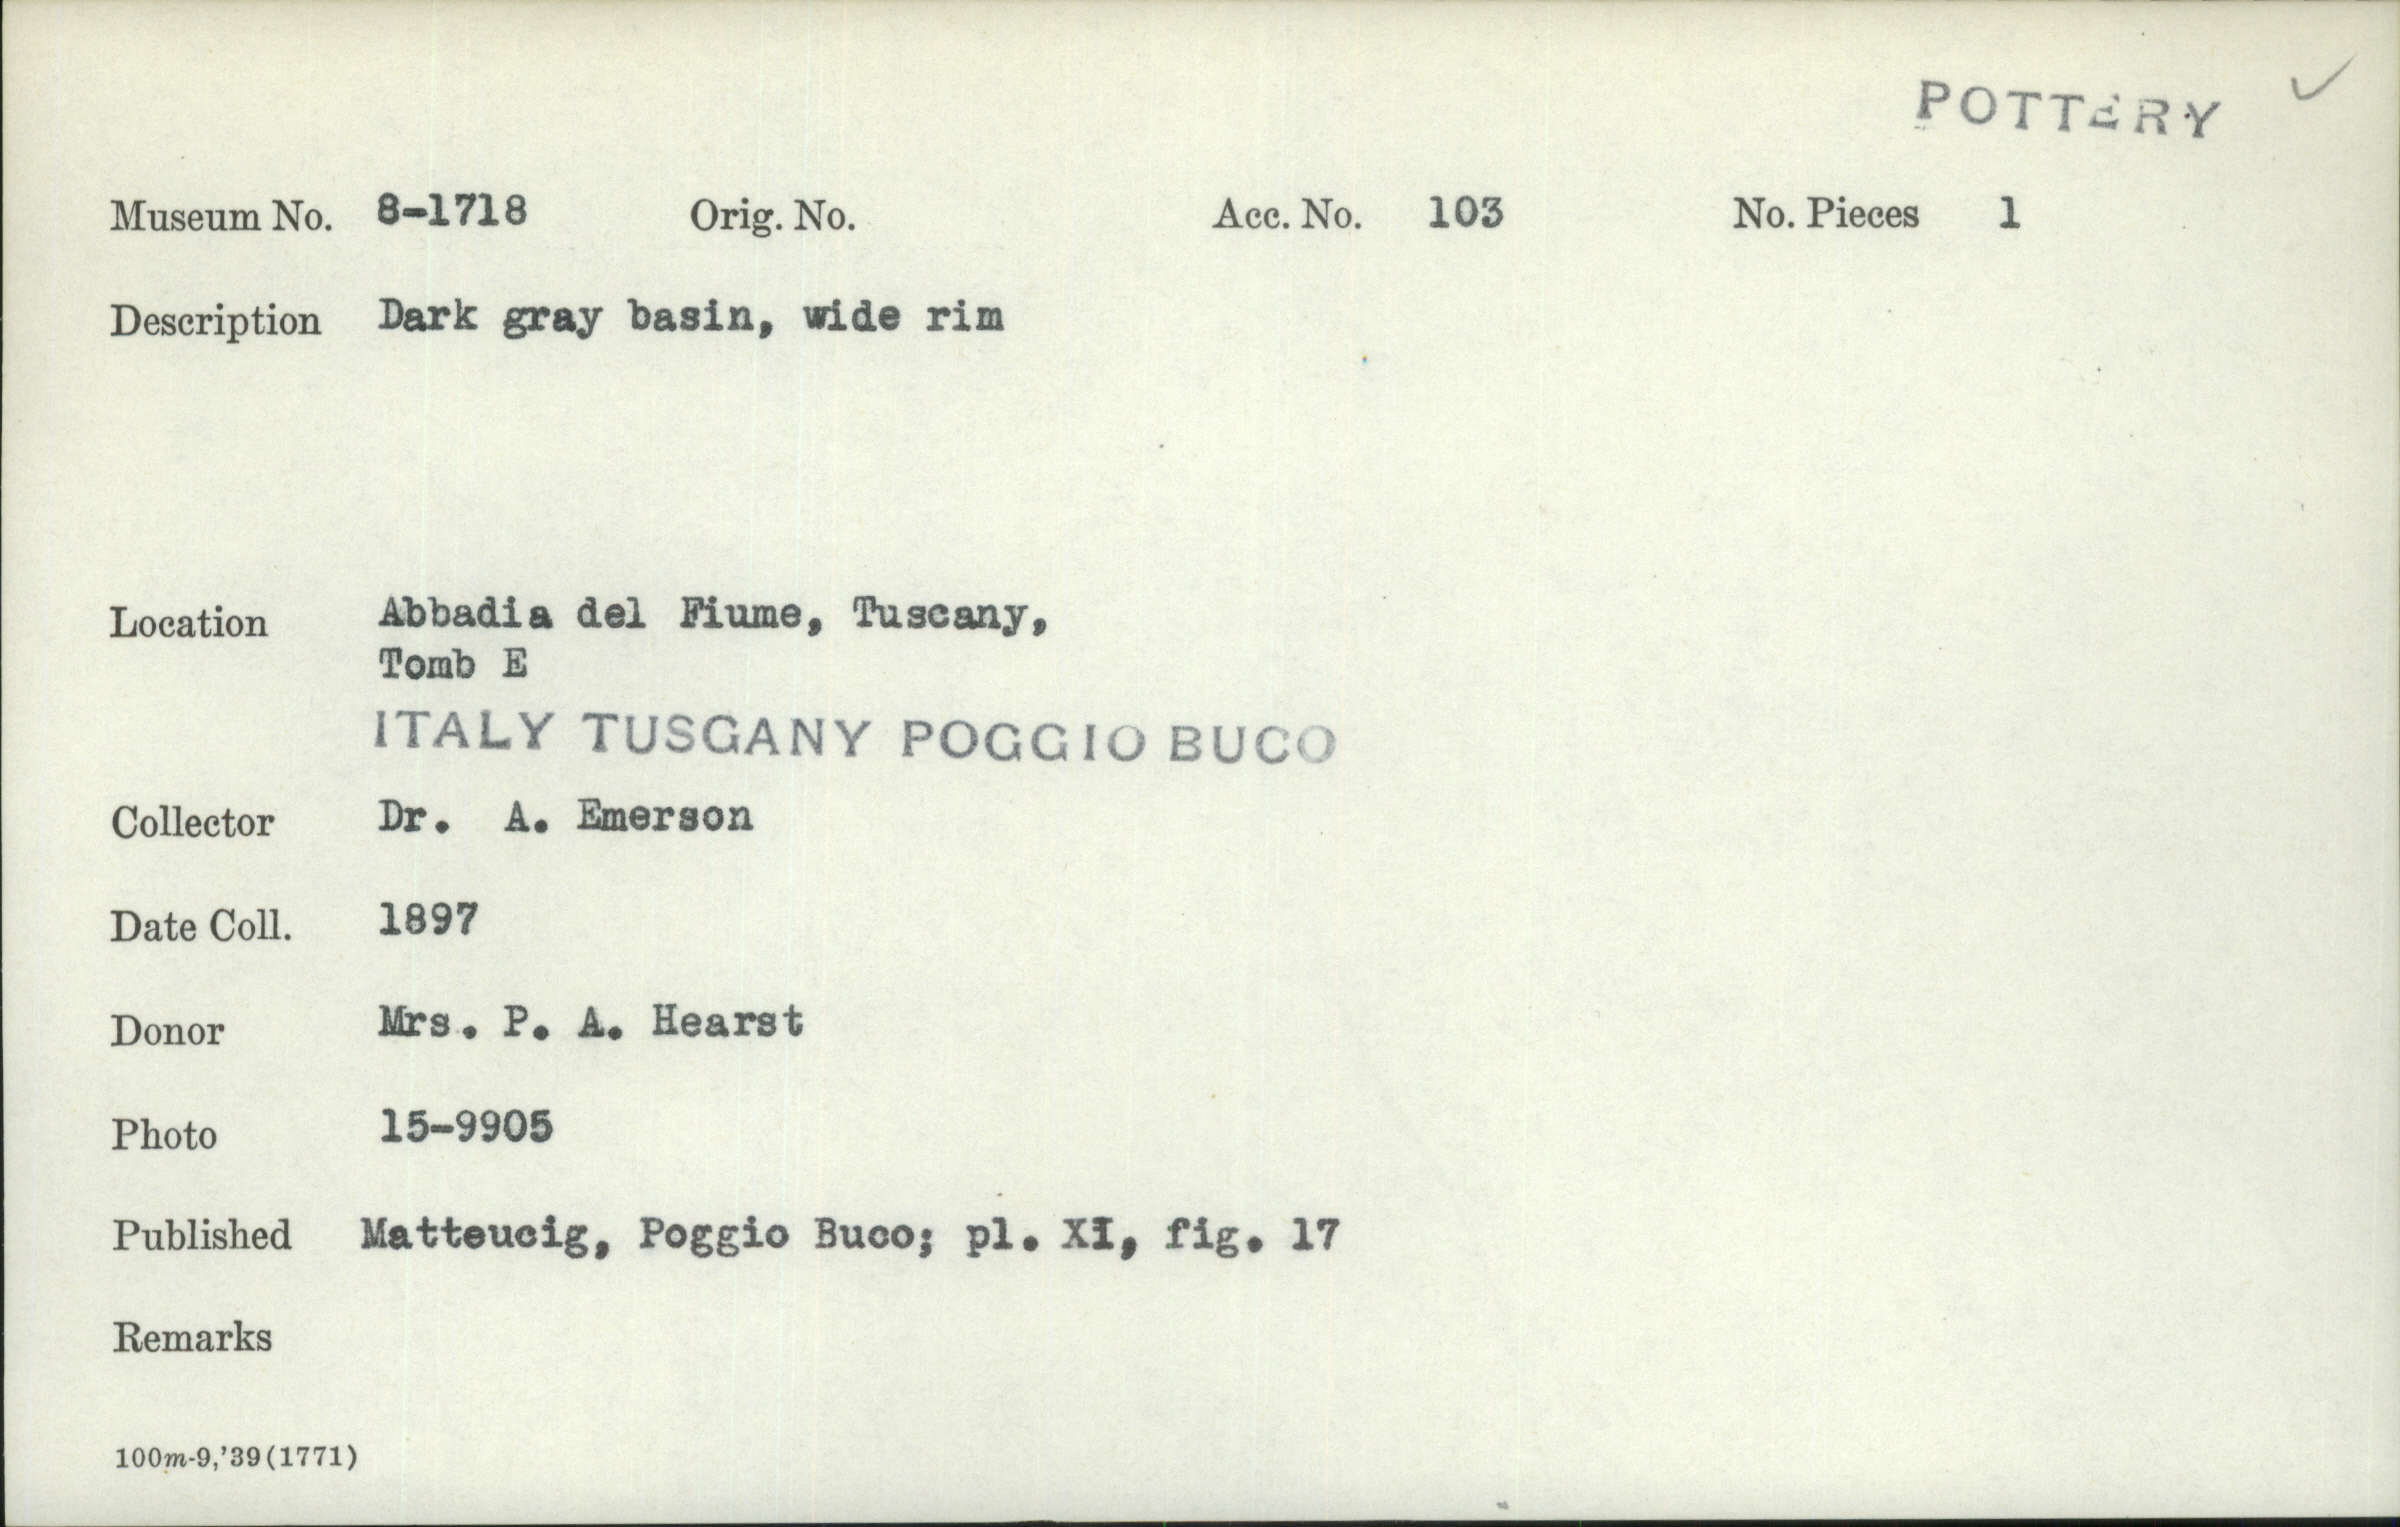 POTTERY
Museum No. 8-1718 Orig. No. Acc. No. 103 No. Pieces 1
Description Dark gray basin, wide rim
Location Abbadia del Fiume, Tuscany,
Tomb E
ITALY TUSCANY POGGIO BUCO
Collector Dr. A. Emerson
Date Coll. 1897
Donor Mrs. P. A. Hearst
Photo 15-9905
Published Matteucig, Poggio Buco; pl. XI, fig. 17
Remarks
100m-9,'39(1771)